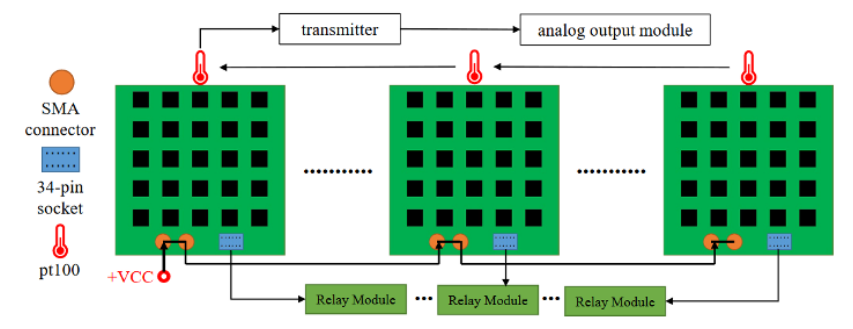 transmitter
analog output module
SMA
connector
34-pin
socket
pt100
+VCC
Relay Module
Relay Module
Relay Module